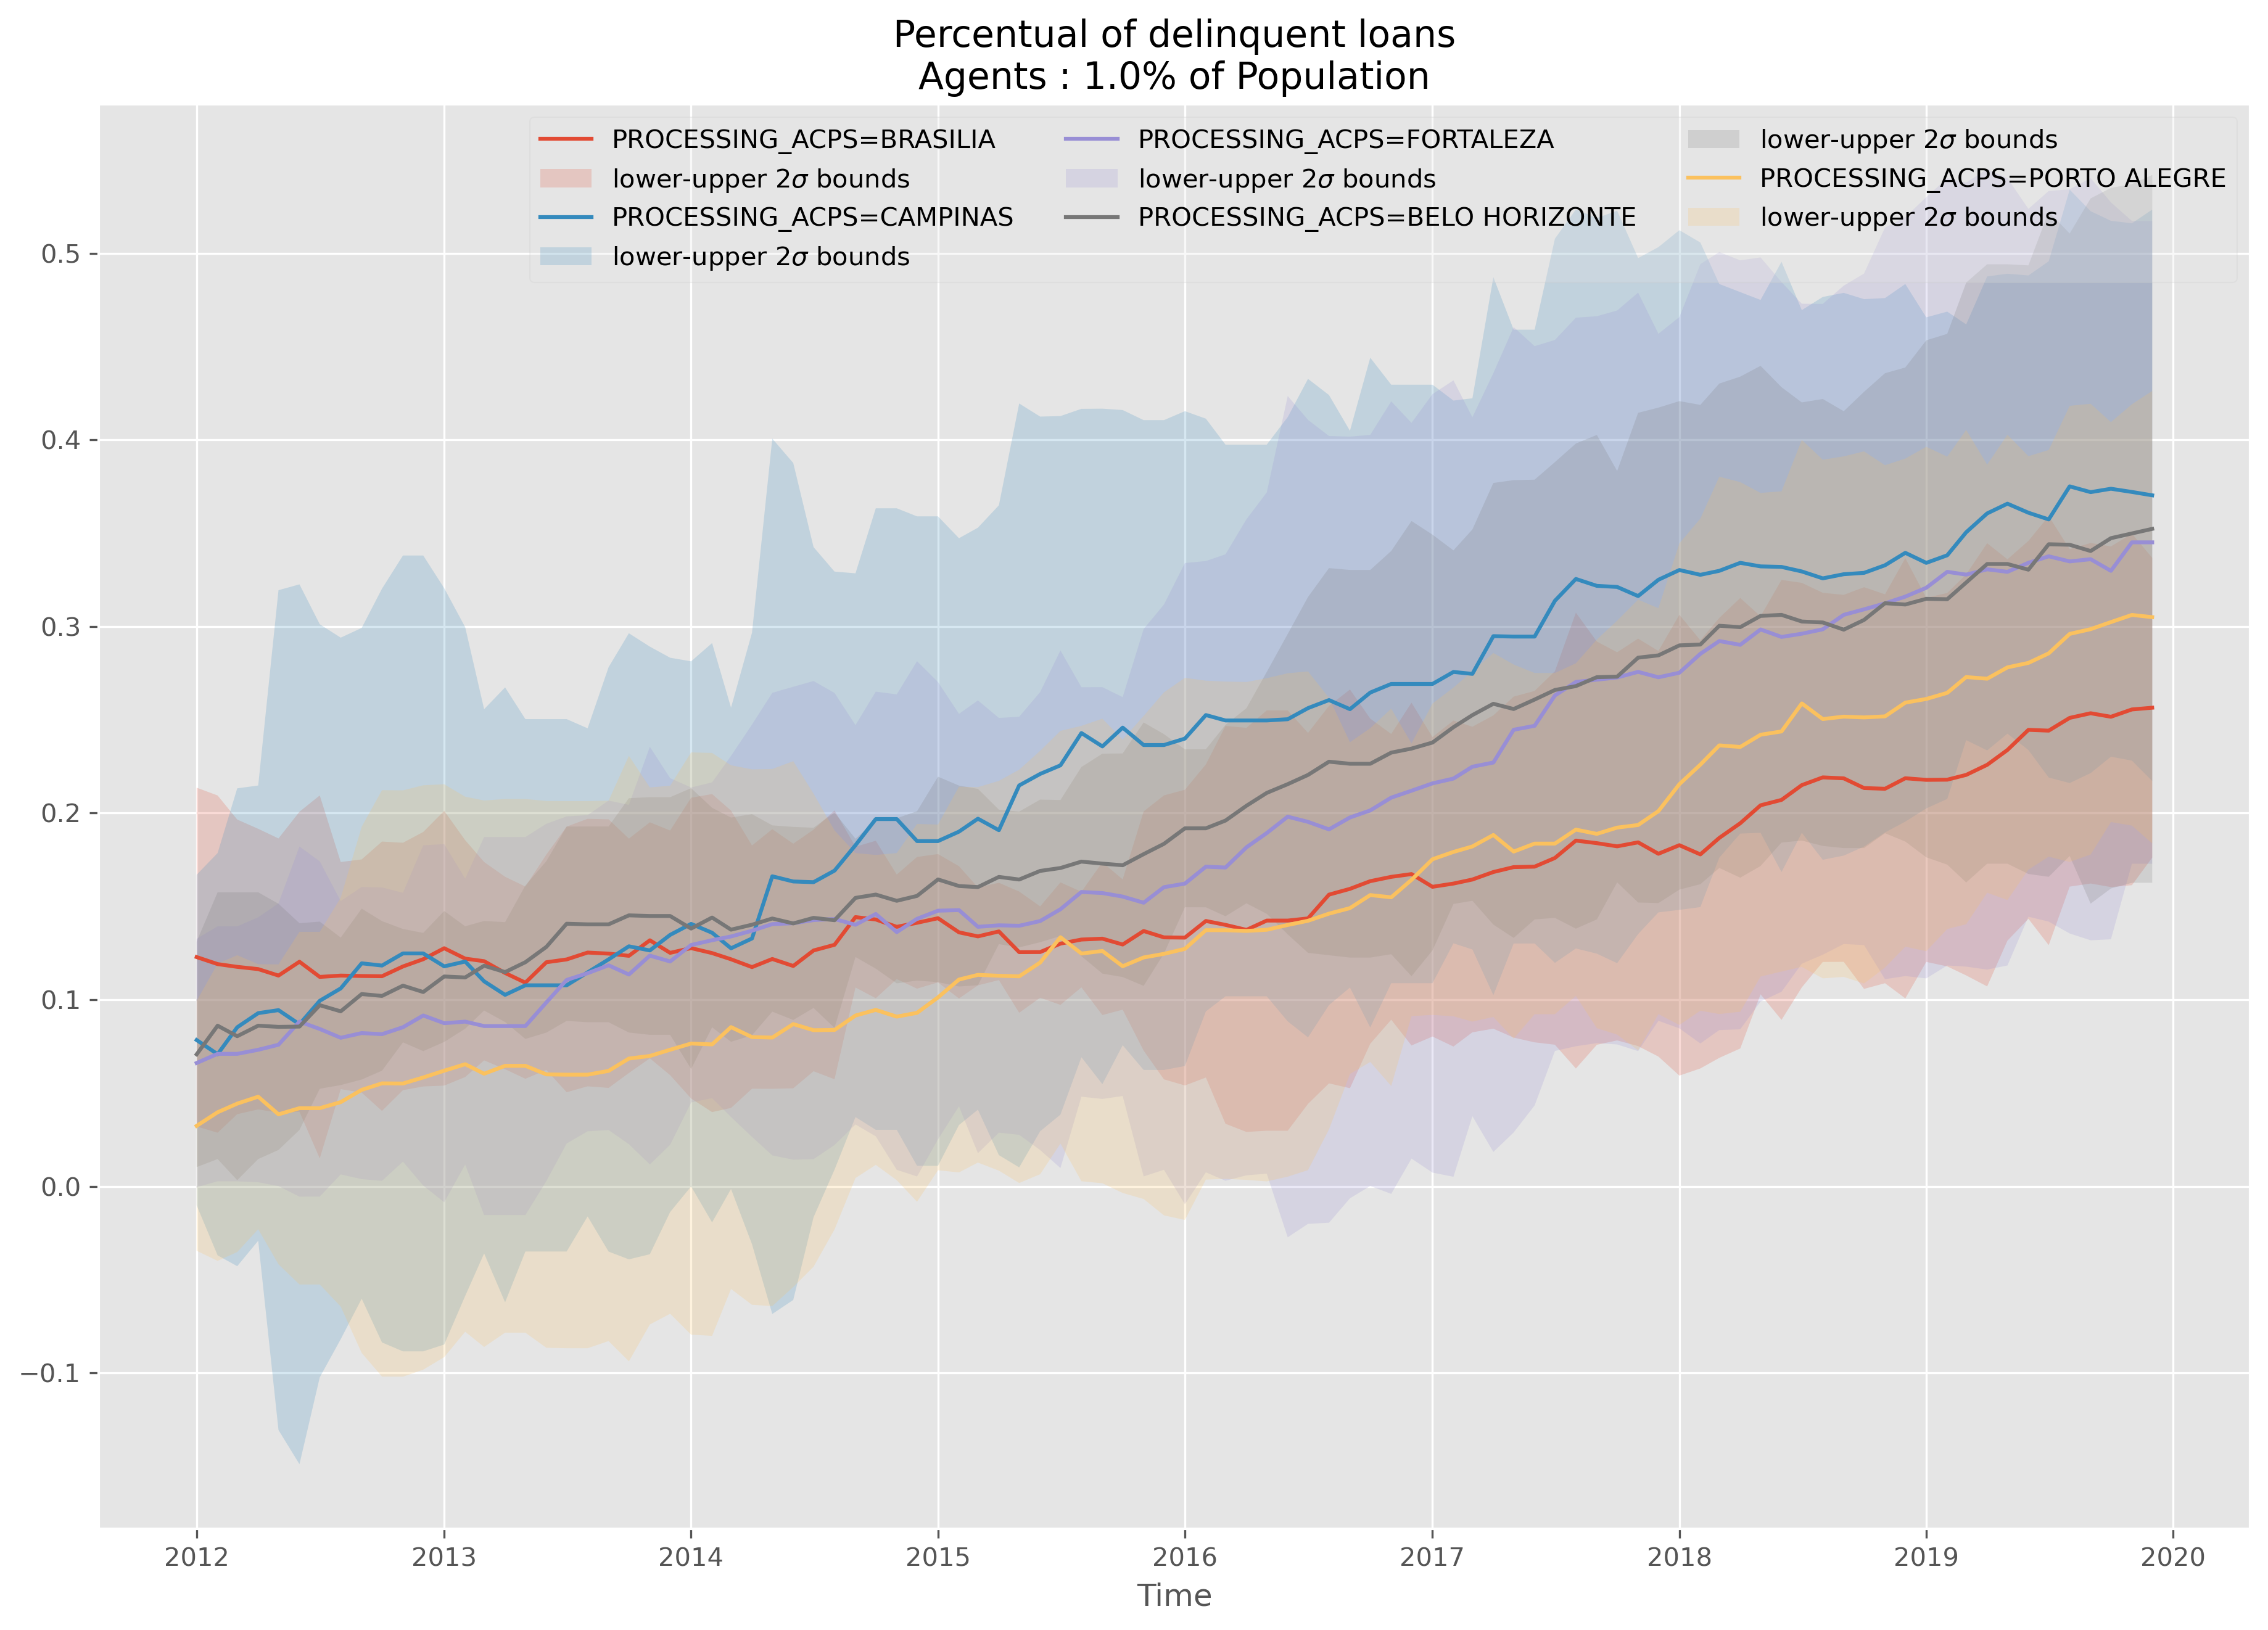 Percentual of delinquent loans
Agents : 1.0% of Population
PROCESSING_ACPS=BRASILIA
lower-upper 2σ bounds
PROCESSING_ACPS=CAMPINAS
lower-upper 2σ bounds
PROCESSING_ACPS=FORTALEZA
lower-upper 2σ bounds
PROCESSING_ACPS=BELO HORIZONTE
lower-upper 2σ bounds
PROCESSING_ACPS=PORTO ALEGRE
lower-upper 2σ bounds
0.5
0.4
0.3
0.2
0.1
0.0
−0.1
2012 2013 2014 2015 2016 2017 2018 2019 2020
Time